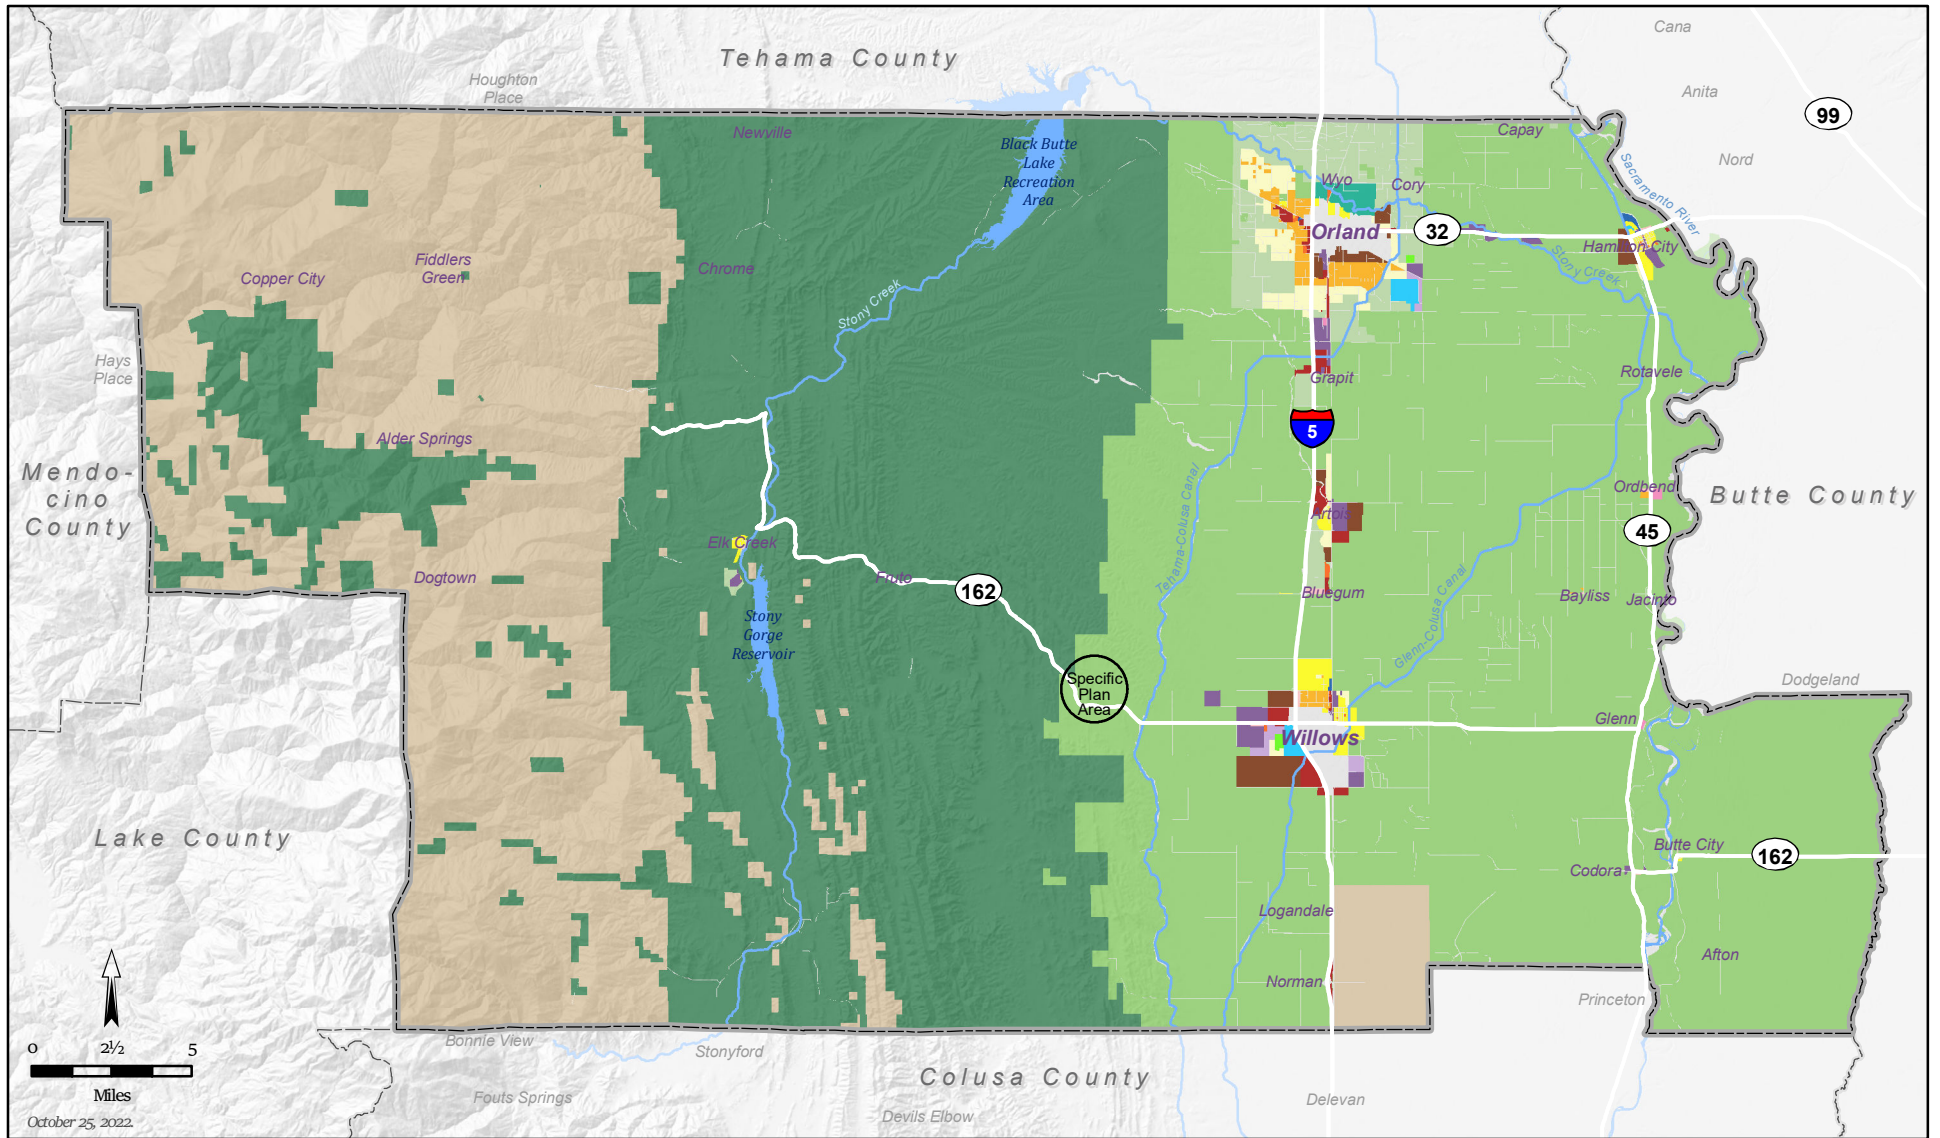 Tehama County
Houghton
Place
Cana
Anita
99
Nord
Newville
Black Butte
Lake
Recreation
Area
Capay
Sacramento River
Wyo
Cory
Orland
32
Hamilton City
Stony Creek
Copper City
Fiddlers
Green
Chrome
Stony Creek
Hays
Place
Grapit
Rotavele
5
Alder Springs
Mendo-
cino
County
Tehama-Colusa Canal
Ordbend
Butte County
Artois
45
Elk Creek
Dogtown
Fruto
162
Bluegum
Glenn-Colusa Canal
Bayliss
Jacinto
Stony
Gorge
Reservoir
Specific
Plan
Area
Dodgeland
Glenn
Willows
Lake County
Butte City
162
Codora
Logandale
Afton
Norman
Princeton
Bonnie View
Stonyford
Colusa County
Fouts Springs
Devils Elbow
Delevan
0 2½ 5
Miles
October 25, 2022.